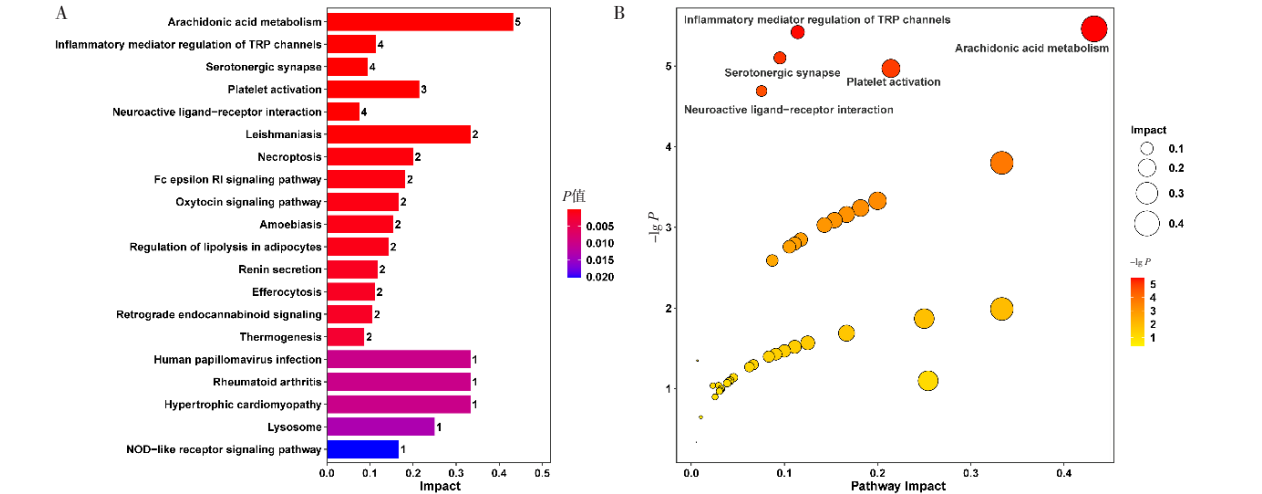 A
Arachidonic acid metabolism
5
Inflammatory mediator regulation of TRP channels
4
Serotonergic synapse
4
Platelet activation
3
Neuroactive ligand−receptor interaction
4
Leishmaniasis
2
Necroptosis
2
Fc epsilon RI signaling pathway
2
Oxytocin signaling pathway
2
Amoebiasis
2
Regulation of lipolysis in adipocytes
2
Renin secretion
2
Efferocytosis
2
Retrograde endocannabinoid signaling
2
Thermogenesis
2
Human papillomavirus infection
1
Rheumatoid arthritis
1
Hypertrophic cardiomyopathy
1
Lysosome
1
NOD−like receptor signaling pathway
1
0.0 0.1 0.2 0.3 0.4 0.5
Impact
P值
0.005
0.010
0.015
0.020
B
Inflammatory mediator regulation of TRP channels
Arachidonic acid metabolism
Serotonergic synapse
Platelet activation
Neuroactive ligand−receptor interaction
−lg P
5
4
3
2
1
0.0 0.1 0.2 0.3 0.4
Pathway Impact
Impact
0.1
0.2
0.3
0.4
−lg P
5
4
3
2
1